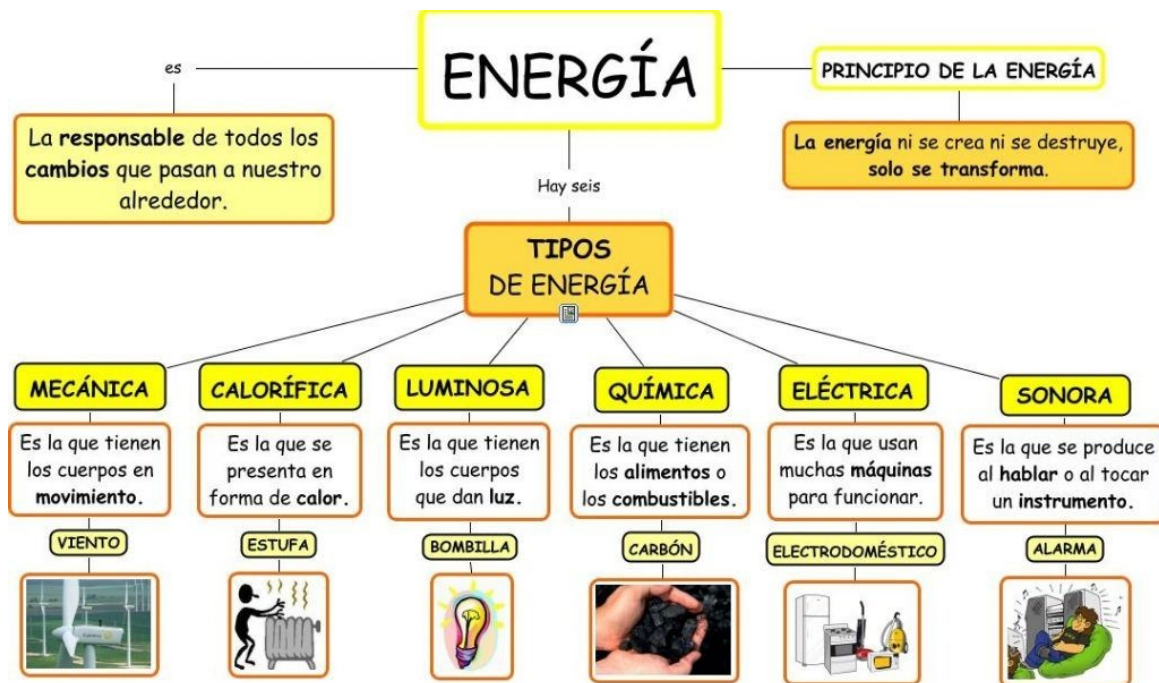 ENERGÍA
es
La responsable de todos los
cambios que pasan a nuestro
alrededor.
PRINCIPIO DE LA ENERGÍA
La energía ni se crea ni se destruye,
solo se transforma.
Hay seis
TIPOS
DE ENERGÍA
MECÁNICA
Es la que tienen
los cuerpos en
movimiento.
VIENTO
CALORÍFICA
Es la que se
presenta en
forma de calor.
ESTUFA
LUMINOSA
Es la que tienen
los cuerpos
que dan luz.
BOMBILLA
QUÍMICA
Es la que tienen
los alimentos o
los combustibles.
CARBÓN
ELÉCTRICA
Es la que usan
muchas máquinas
para funcionar.
ELECTRODOMÉSTICO
SONORA
Es la que se produce
al hablar o al tocar
un instrumento.
ALARMA